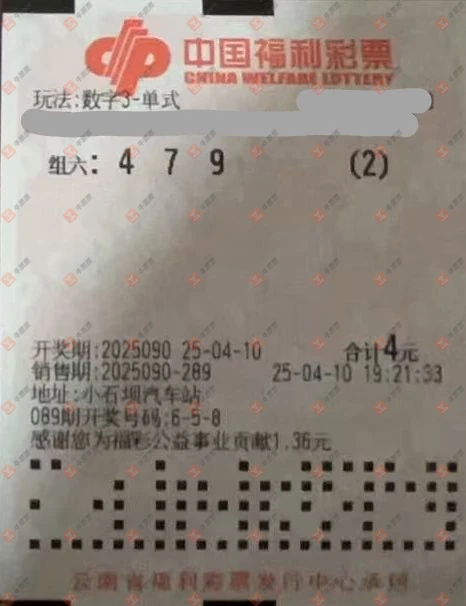 中国福利彩票
CHINA WELFARE LOTTERY
玩法:数字3-单式
组六: 4 7 9 (2)
开奖期:2025090 25-04-10 合计4元
销售期:2025090-289 25-04-10 19:21:33
地址:小石坝汽车站
089期开奖号码:6-5-8
感谢您为福彩公益事业贡献1.36元
云南省福利彩票发行中心承销